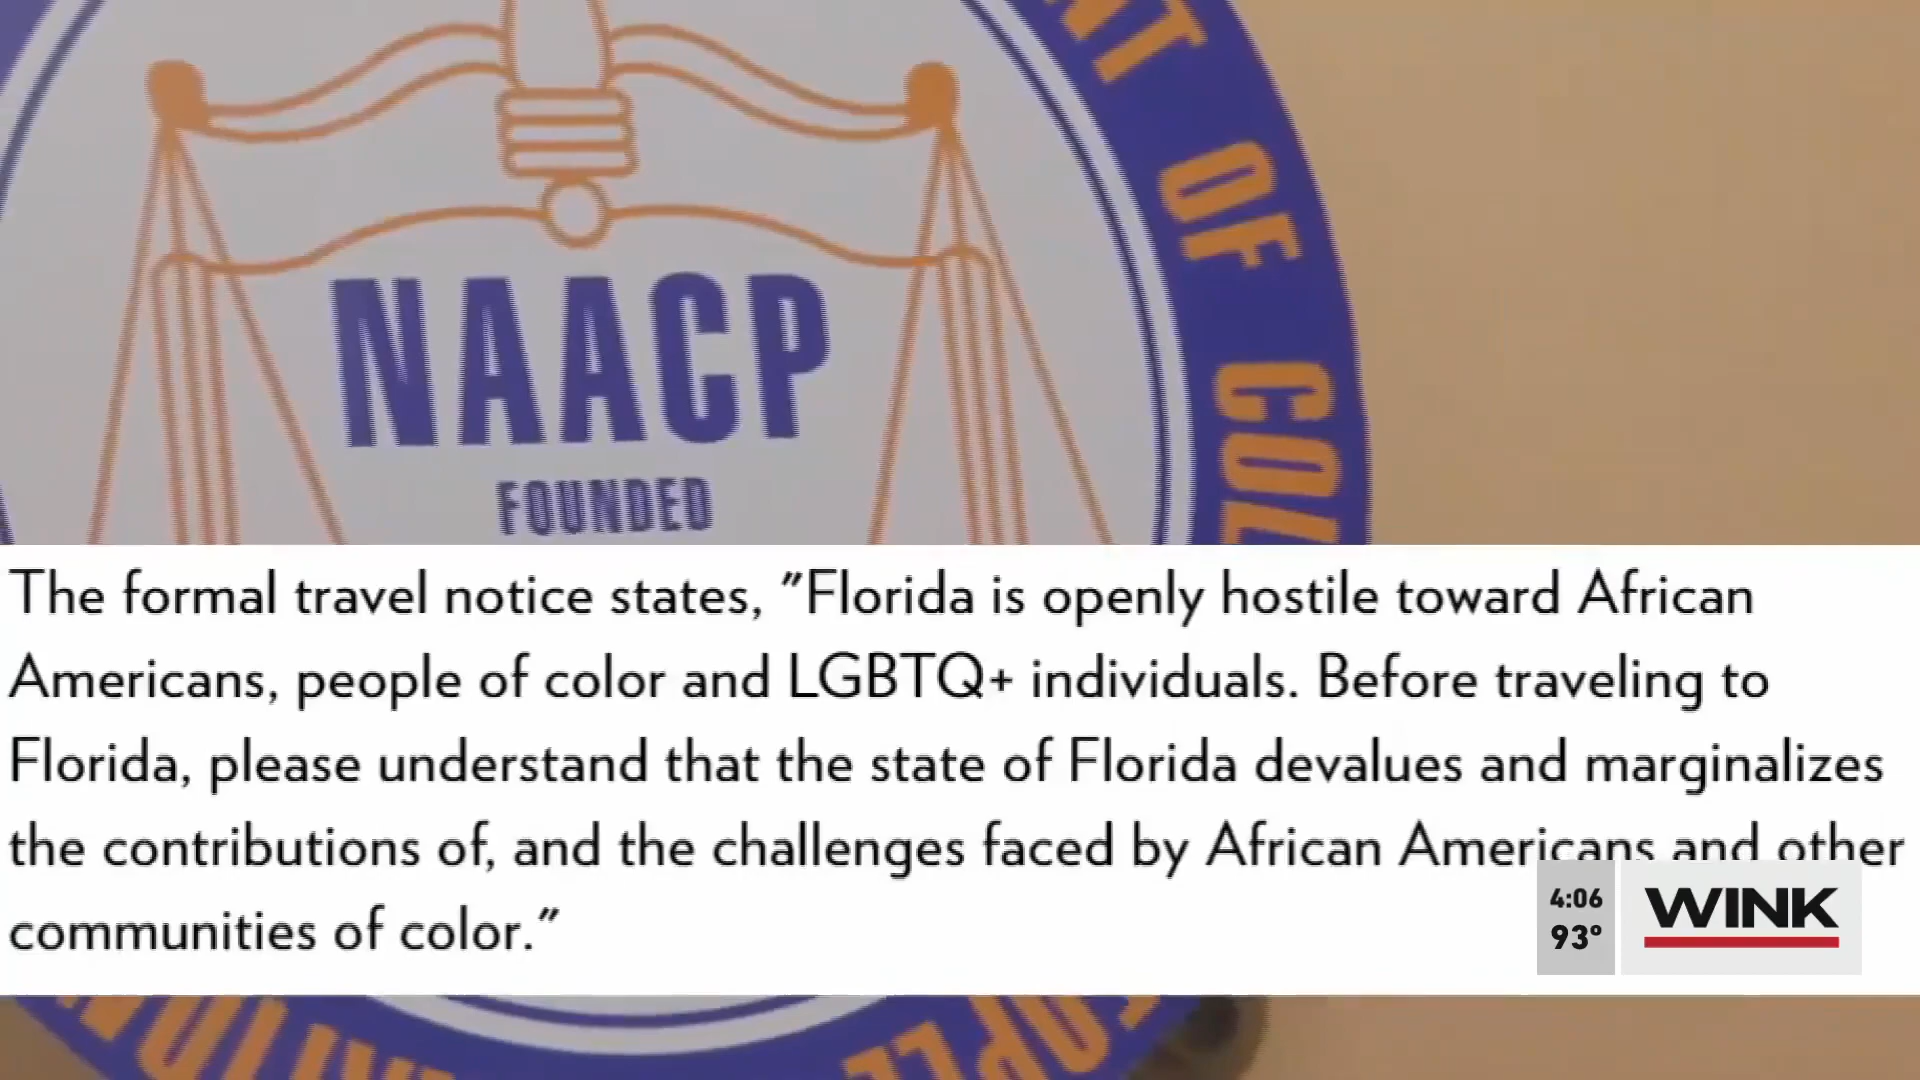 NT OF COL
NAACP
FOUNDED
The formal travel notice states, "Florida is openly hostile toward African
Americans, people of color and LGBTQ+ individuals. Before traveling to
Florida, please understand that the state of Florida devalues and marginalizes
the contributions of, and the challenges faced by African Americans and other
communities of color."
4:06
93°
WINK